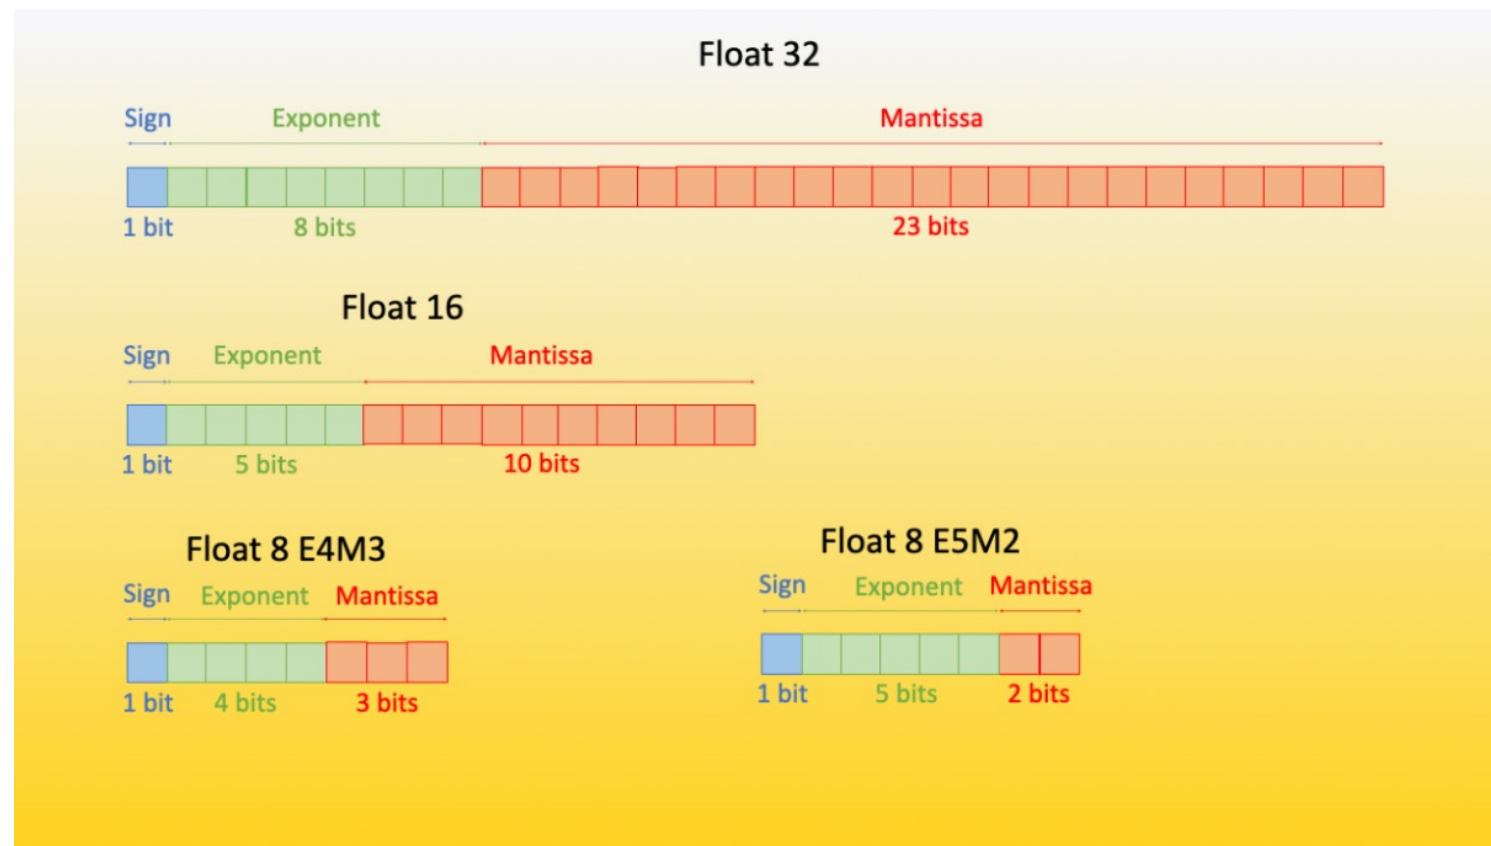 Float 32
Sign Exponent Mantissa
1 bit 8 bits 23 bits
Float 16
Sign Exponent Mantissa
1 bit 5 bits 10 bits
Float 8 E4M3
Sign Exponent Mantissa
1 bit 4 bits 3 bits
Float 8 E5M2
Sign Exponent Mantissa
1 bit 5 bits 2 bits